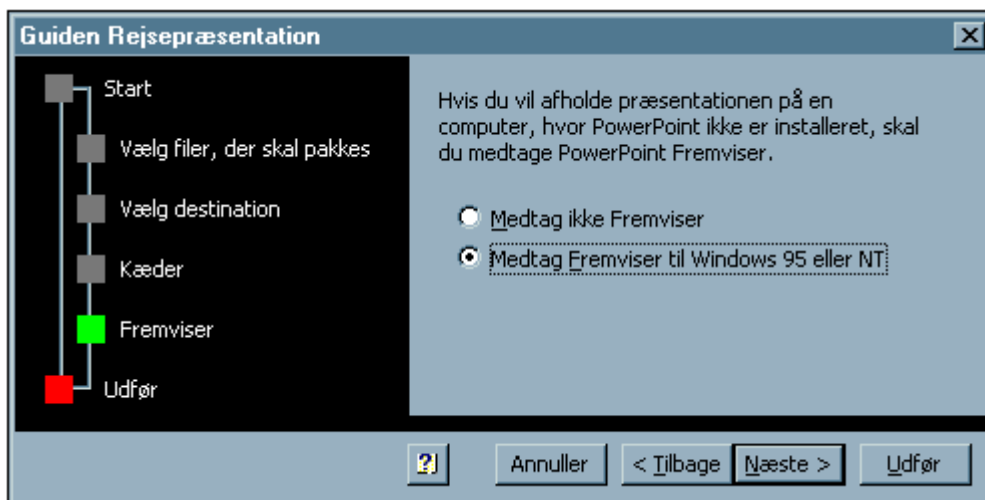 Guiden Rejsepræsentation
Start
Vælg filer, der skal pakkes
Vælg destination
Kæder
Fremviser
Udfør
Hvis du vil afholde præsentationen på en
computer, hvor PowerPoint ikke er installeret, skal
du medtage PowerPoint Fremviser.
Medtag ikke Fremviser
Medtag Fremviser til Windows 95 eller NT
Annuller
< Tilbage
Næste >
Udfør